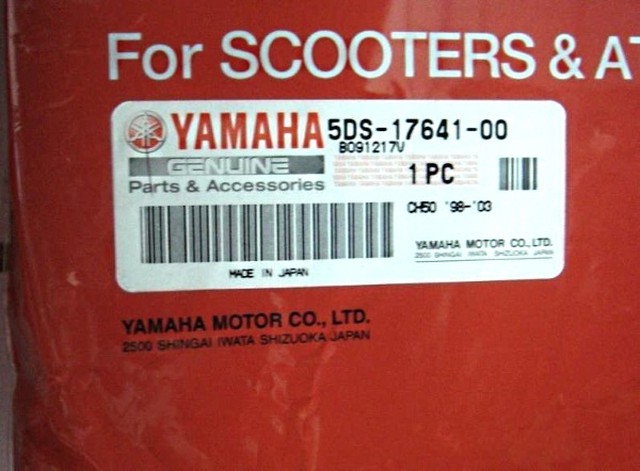 For SCOOTERS & AT
YAMAHA 5DS-17641-00
B091217V
GENUINE
1 PC
Parts & Accessories
CH50 '98-'03
YAMAHA MOTOR CO., LTD.
2500 SHINGAI IWATA SHIZUOKA JAPAN
MADE IN JAPAN
YAMAHA MOTOR CO., LTD.
2500 SHINGAI IWATA SHIZUOKA JAPAN